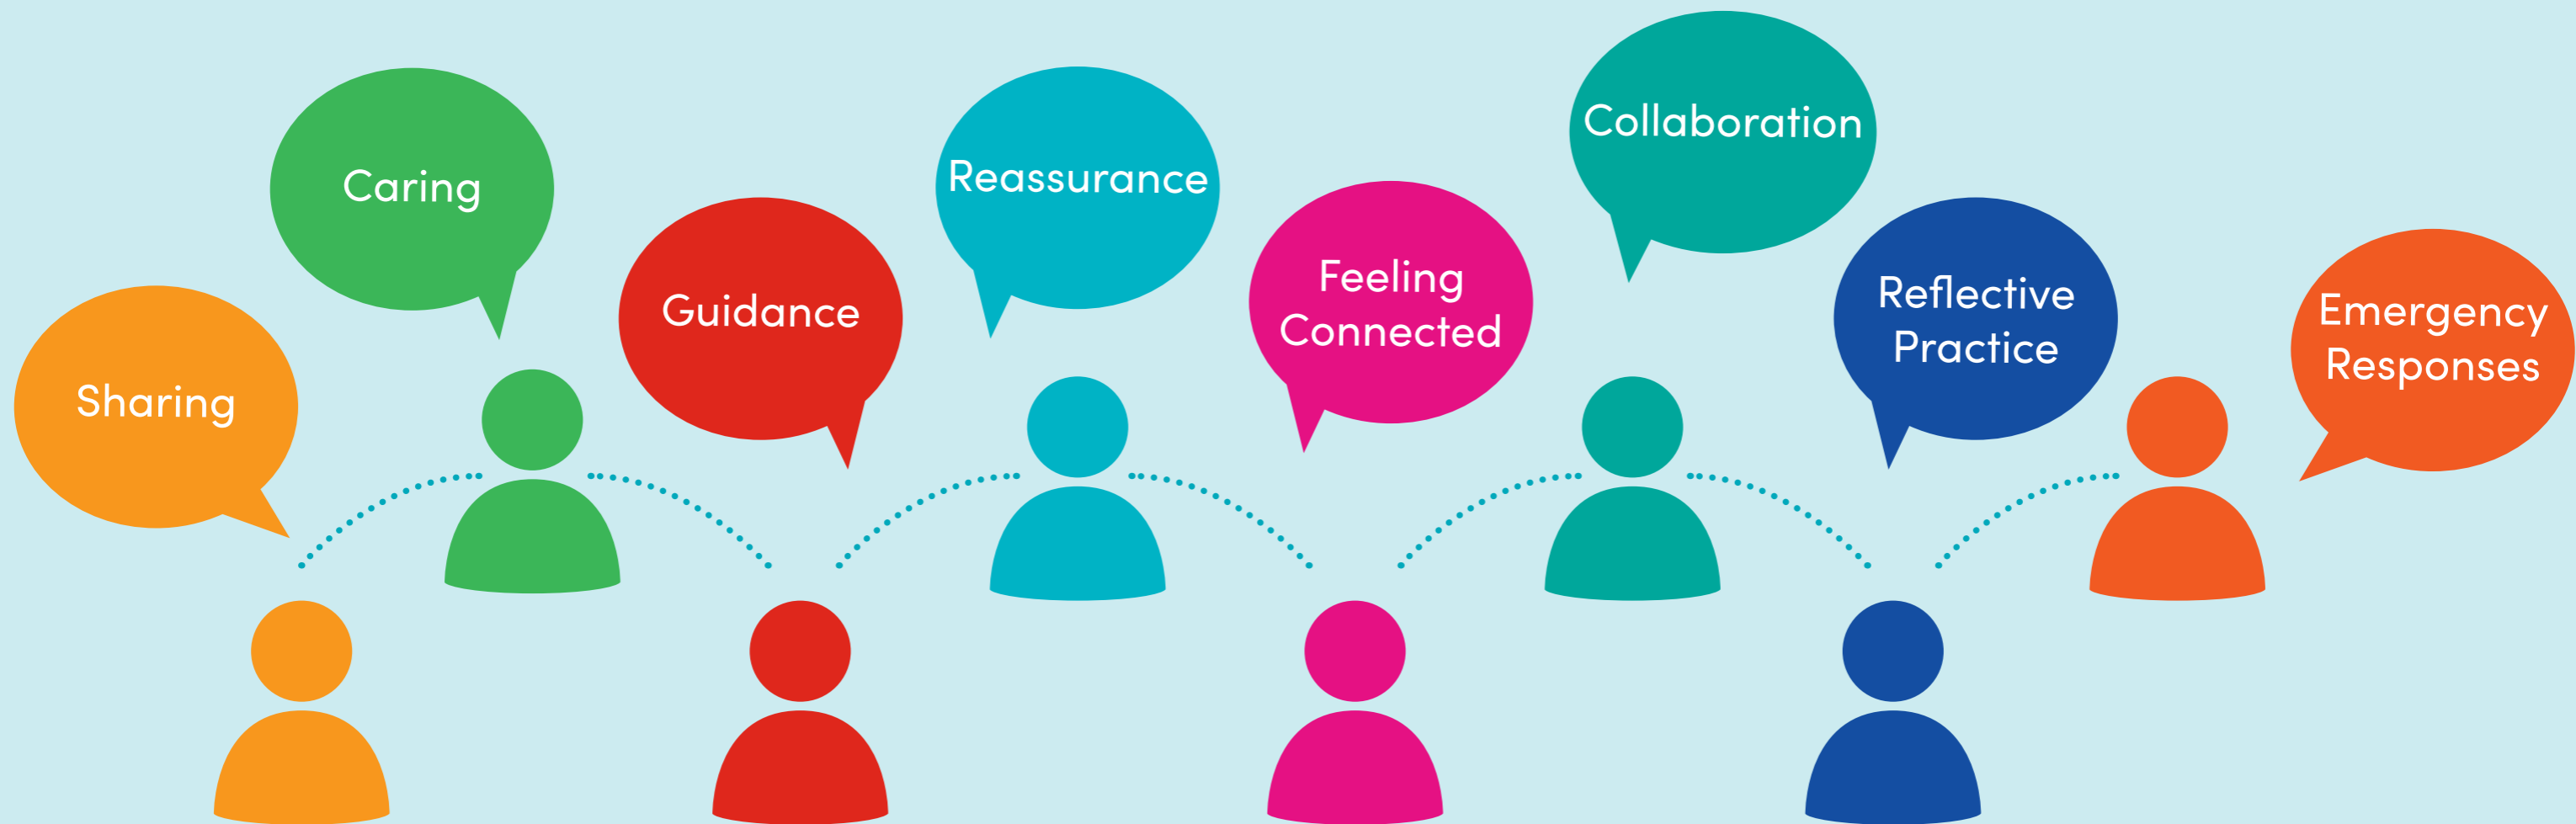 Sharing
Caring
Guidance
Reassurance
Feeling
Connected
Collaboration
Reflective
Practice
Emergency
Responses